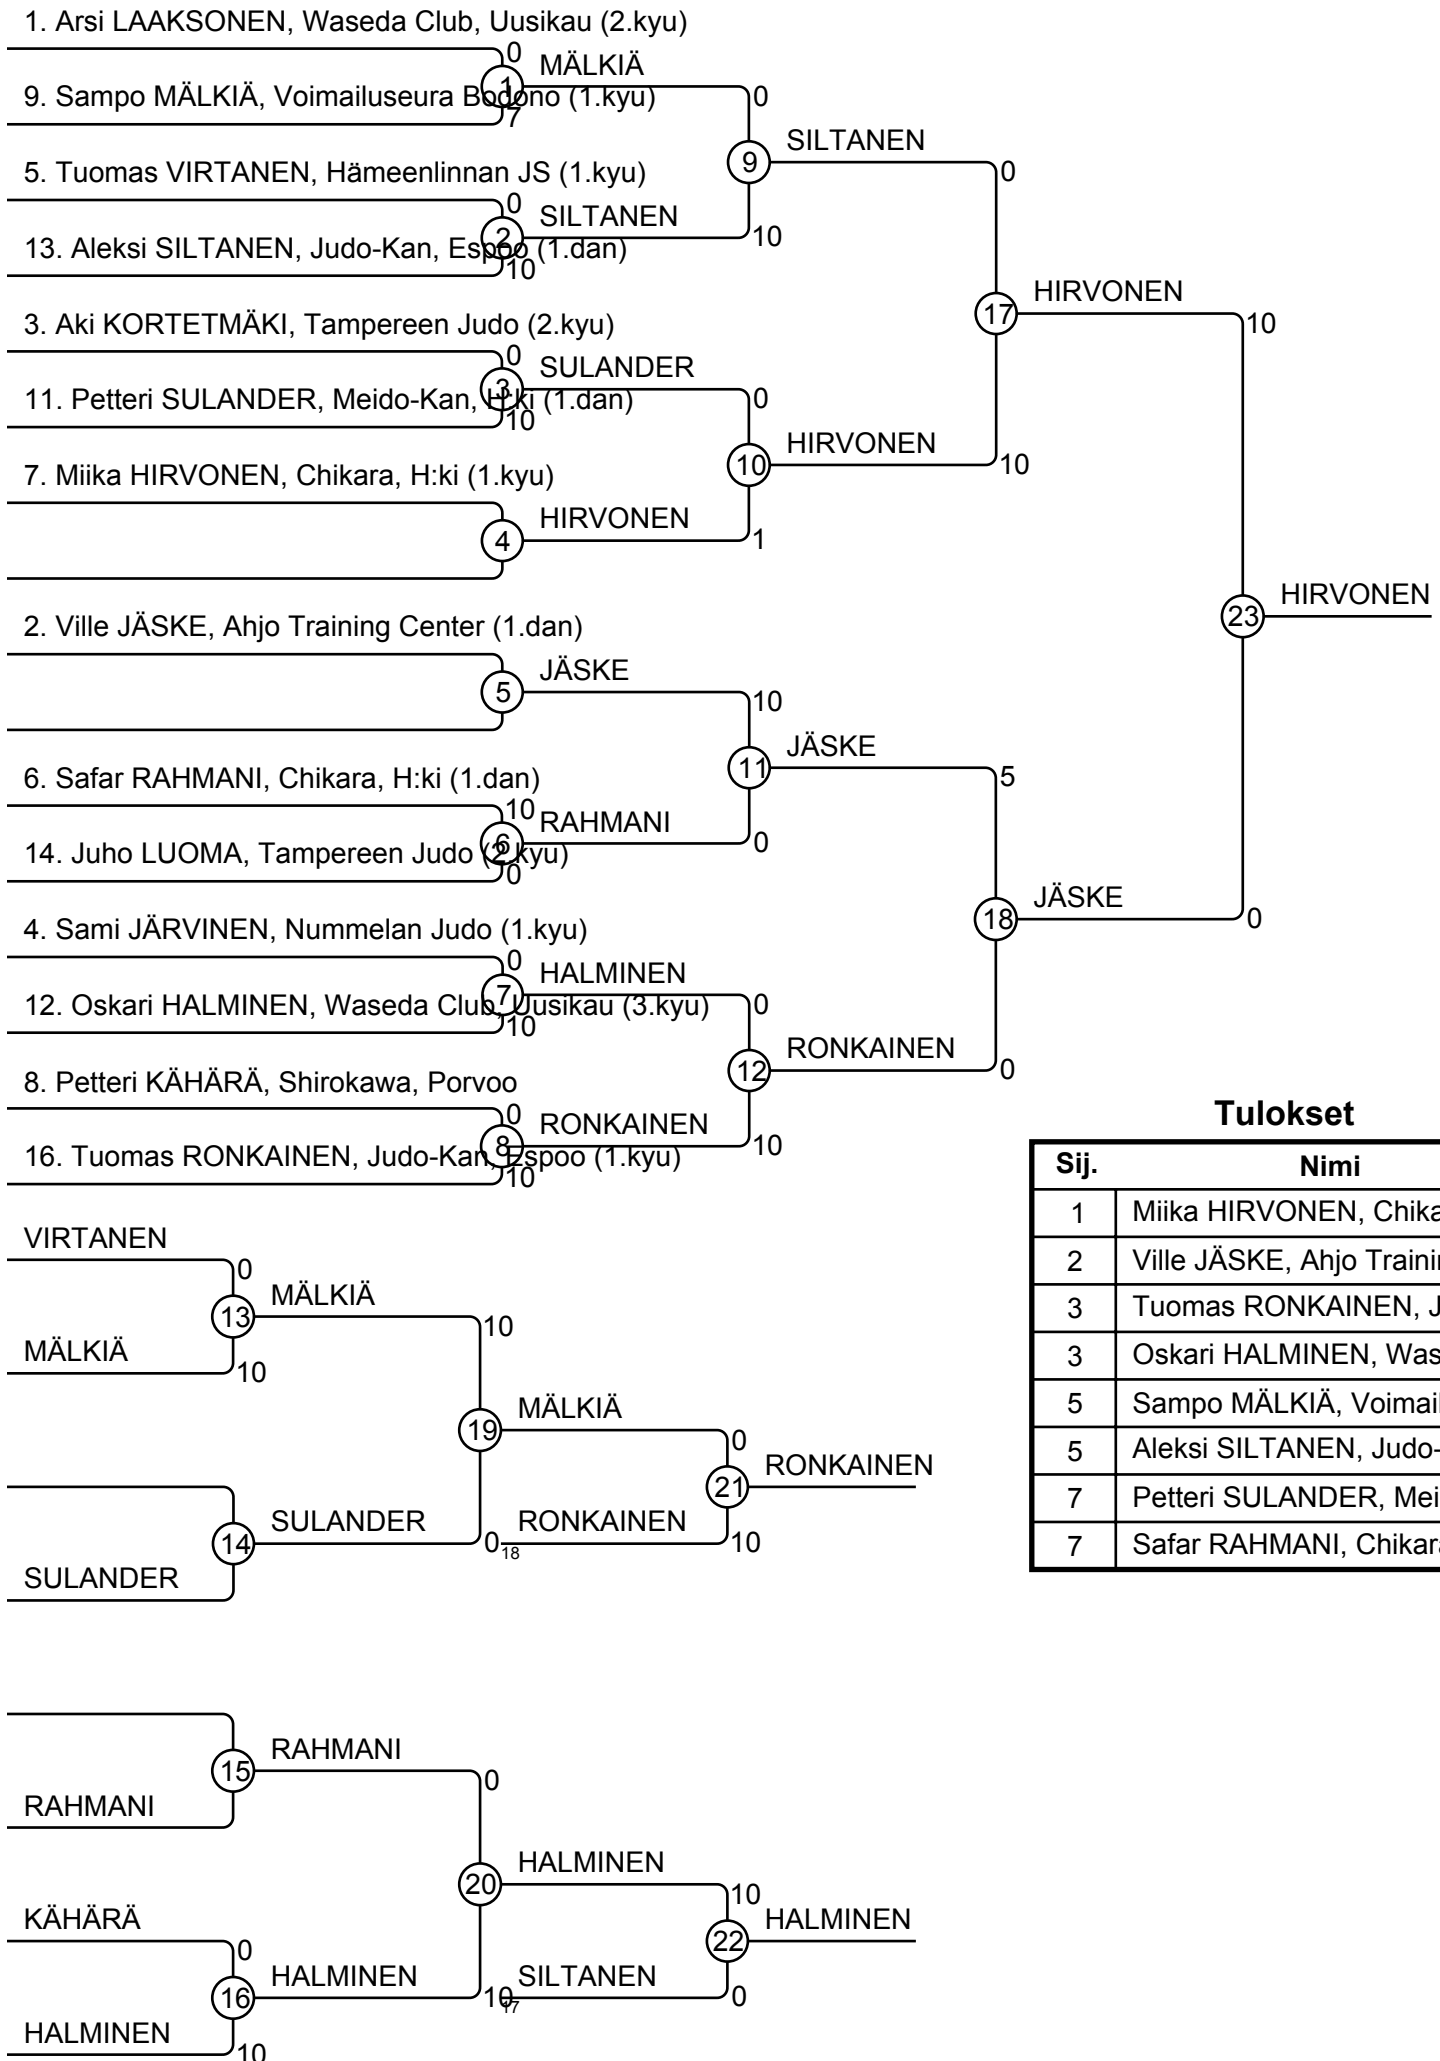 1. Arsi LAAKSONEN, Waseda Club, Uusikau (2.kyu)
0
1
MÄLKIÄ
9. Sampo MÄLKIÄ, Voimailuseura Bodono (1.kyu)
7
0
9
SILTANEN
0
5. Tuomas VIRTANEN, Hämeenlinnan JS (1.kyu)
0
2
SILTANEN
10
13. Aleksi SILTANEN, Judo-Kan, Espoo (1.dan)
10
17
HIRVONEN
10
3. Aki KORTETMÄKI, Tampereen Judo (2.kyu)
0
3
SULANDER
0
11. Petteri SULANDER, Meido-Kan, H:ki (1.dan)
10
10
HIRVONEN
10
7. Miika HIRVONEN, Chikara, H:ki (1.kyu)
4
HIRVONEN
1
23
HIRVONEN
2. Ville JÄSKE, Ahjo Training Center (1.dan)
5
JÄSKE
10
11
JÄSKE
5
6. Safar RAHMANI, Chikara, H:ki (1.dan)
10
6
RAHMANI
0
14. Juho LUOMA, Tampereen Judo (2.kyu)
0
18
JÄSKE
0
4. Sami JÄRVINEN, Nummelan Judo (1.kyu)
0
7
HALMINEN
0
12. Oskari HALMINEN, Waseda Club, Uusikau (3.kyu)
10
12
RONKAINEN
0
8. Petteri KÄHÄRÄ, Shirokawa, Porvoo
0
8
RONKAINEN
10
16. Tuomas RONKAINEN, Judo-Kan, Espoo (1.kyu)
10
Tulokset
Sij. Nimi
1 Miika HIRVONEN, Chika
2 Ville JÄSKE, Ahjo Traini
3 Tuomas RONKAINEN, J
3 Oskari HALMINEN, Was
5 Sampo MÄLKIÄ, Voimail
5 Aleksi SILTANEN, Judo-
7 Petteri SULANDER, Mei
7 Safar RAHMANI, Chikar
VIRTANEN
0
13
MÄLKIÄ
10
MÄLKIÄ
10
19
MÄLKIÄ
0
21
RONKAINEN
14
SULANDER
0
18
RONKAINEN
10
SULANDER
15
RAHMANI
0
RAHMANI
20
HALMINEN
10
22
HALMINEN
KÄHÄRÄ
0
16
HALMINEN
10
17
SILTANEN
0
HALMINEN
10